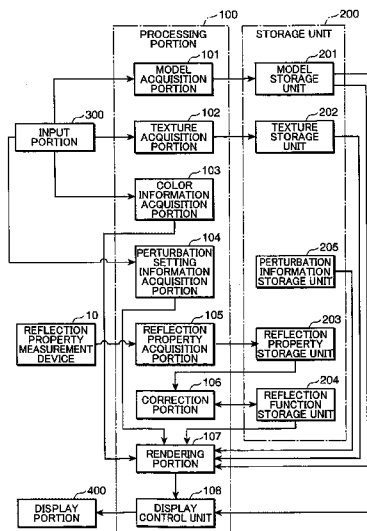 100
PROCESSING
PORTION
200
STORAGE UNIT
101
MODEL
ACQUISITION
PORTION
201
MODEL
STORAGE
UNIT
300
INPUT
PORTION
102
TEXTURE
ACQUISITION
PORTION
202
TEXTURE
STORAGE
UNIT
103
COLOR
INFORMATION
ACQUISITION
PORTION
104
PERTURBATION
SETTING
INFORMATION
ACQUISITION
PORTION
205
PERTURBATION
INFORMATION
STORAGE UNIT
10
REFLECTION
PROPERTY
MEASUREMENT
DEVICE
105
REFLECTION
PROPERTY
ACQUISITION
PORTION
203
REFLECTION
PROPERTY
STORAGE UNIT
106
CORRECTION
PORTION
204
REFLECTION
FUNCTION
STORAGE UNIT
107
RENDERING
PORTION
400
DISPLAY
PORTION
108
DISPLAY
CONTROL UNIT